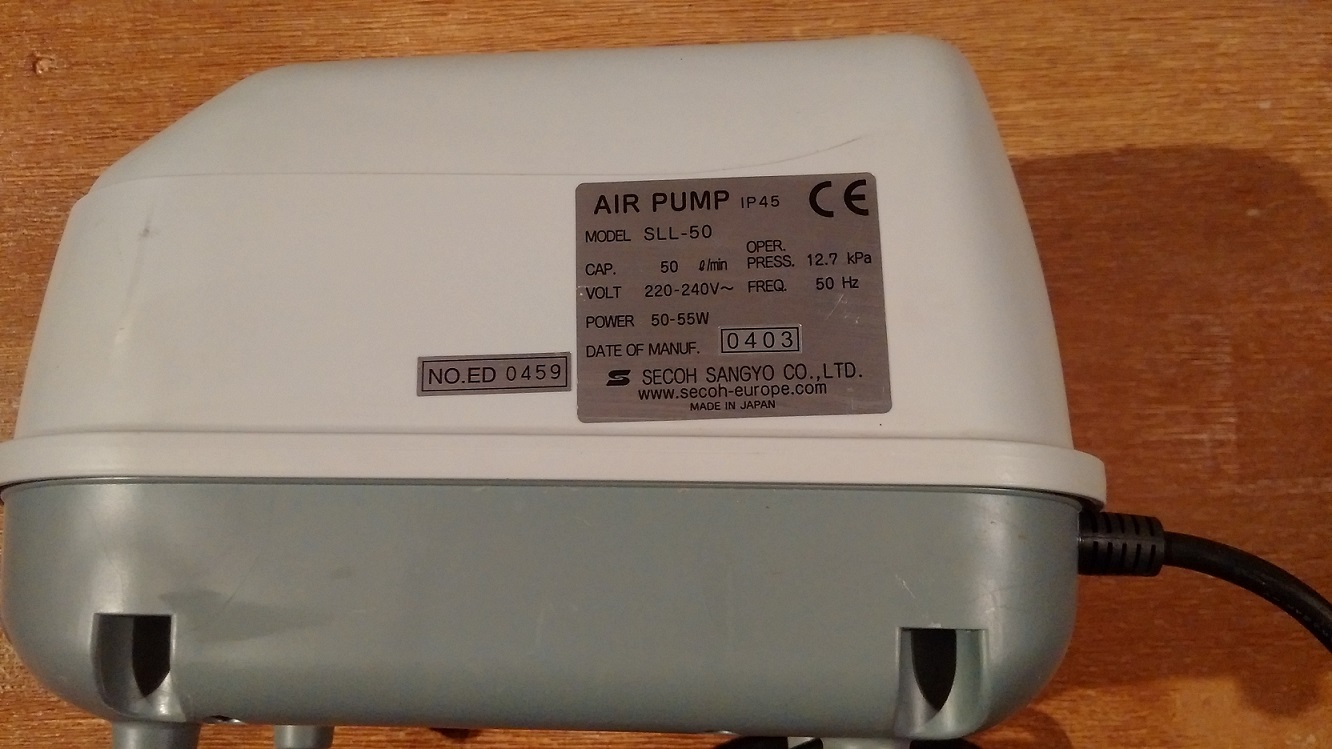 AIR PUMP IP45 CE
MODEL SLL-50
CAP. 50 ℓ/min OPER. PRESS. 12.7 kPa
VOLT 220-240V~ FREQ. 50 Hz
POWER 50-55W
DATE OF MANUF. 0403
SECOH SANGYO CO.,LTD.
www.secoh-europe.com
MADE IN JAPAN
NO.ED 0459